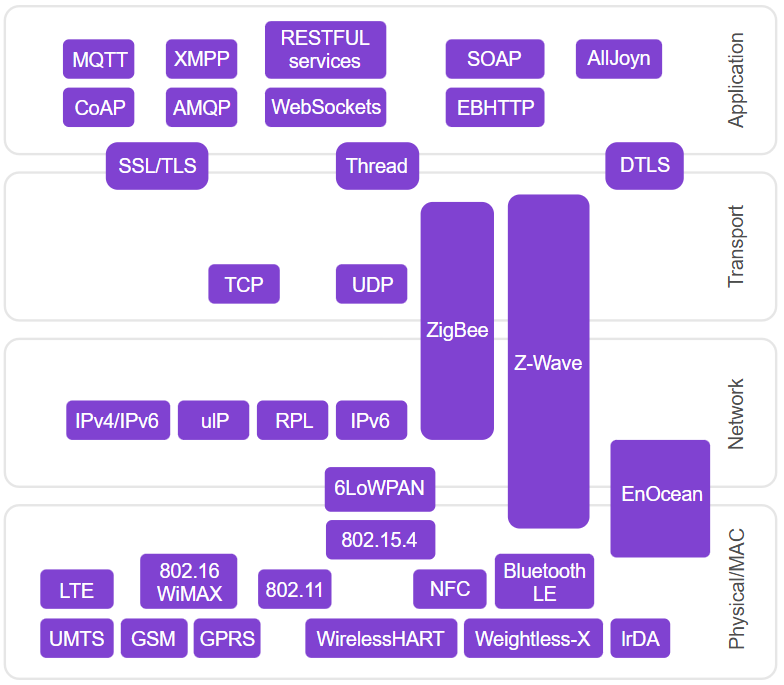 RESTFUL
services
MQTT
XMPP
SOAP
AllJoyn
CoAP
AMQP
WebSockets
EBHTTP
Application
SSL/TLS
Thread
DTLS
Transport
TCP
UDP
ZigBee
Z-Wave
Network
IPv4/IPv6
uIP
RPL
IPv6
6LoWPAN
EnOcean
802.15.4
Physical/MAC
LTE
802.16
WiMAX
802.11
NFC
Bluetooth
LE
UMTS
GSM
GPRS
WirelessHART
Weightless-X
IrDA